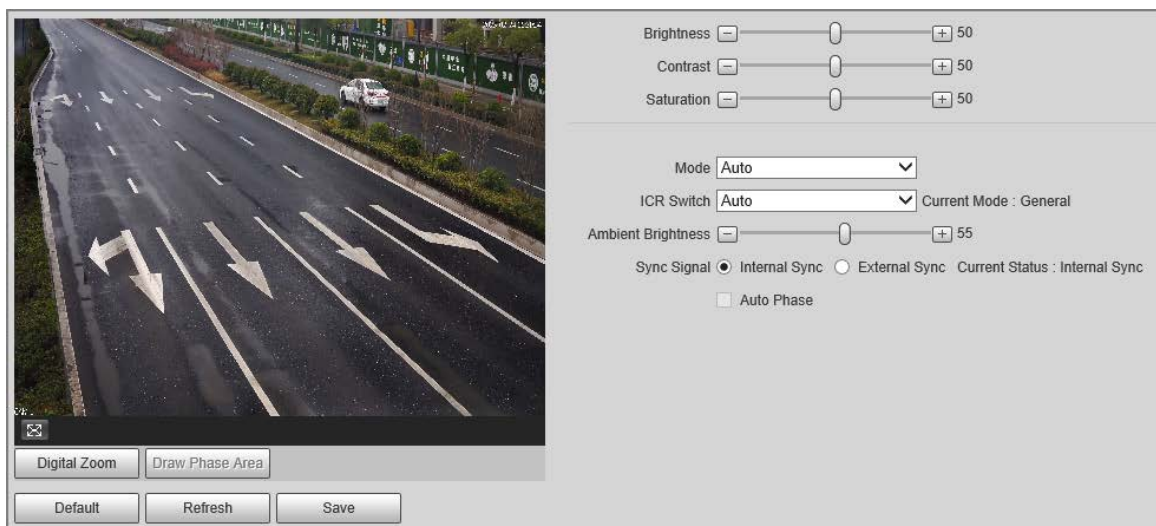 Brightness 50
Contrast 50
Saturation 50
Mode Auto
ICR Switch Auto Current Mode : General
Ambient Brightness 55
Sync Signal Internal Sync External Sync Current Status : Internal Sync
Auto Phase
Digital Zoom Draw Phase Area
Default Refresh Save